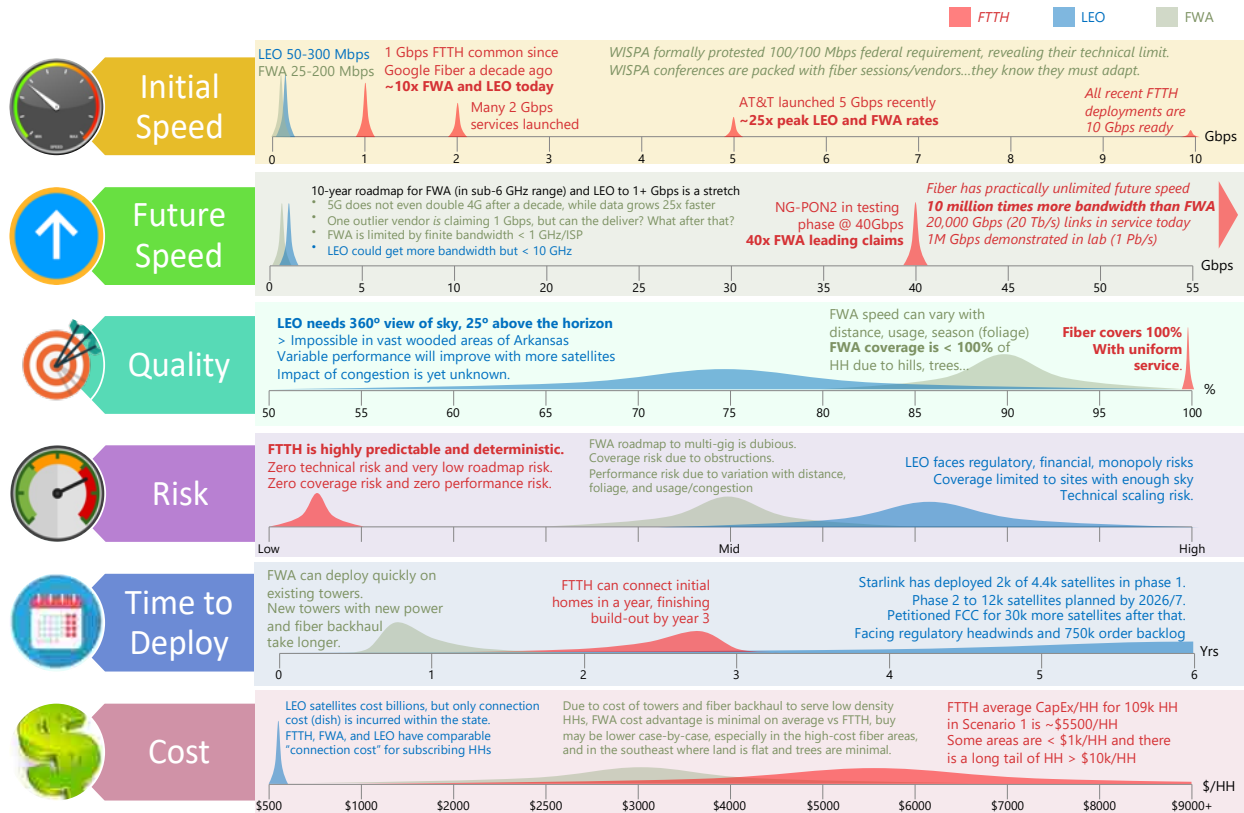 FTTH
LEO
FWA
Initial
Speed
LEO 50-300 Mbps
FWA 25-200 Mbps
1 Gbps FTTH common since
Google Fiber a decade ago
~10x FWA and LEO today
Many 2 Gbps
services launched
WISPA formally protested 100/100 Mbps federal requirement, revealing their technical limit.
WISPA conferences are packed with fiber sessions/vendors...they know they must adapt.
AT&T launched 5 Gbps recently
~25x peak LEO and FWA rates
All recent FTTH
deployments are
10 Gbps ready
Gbps
0 1 2 3 4 5 6 7 8 9 10
Future
Speed
10-year roadmap for FWA (in sub-6 GHz range) and LEO to 1+ Gbps is a stretch
• 5G does not even double 4G after a decade, while data grows 25x faster
• One outlier vendor is claiming 1 Gbps, but can the deliver? What after that?
• FWA is limited by finite bandwidth < 1 GHz/ISP
• LEO could get more bandwidth but < 10 GHz
NG-PON2 in testing
phase @ 40Gbps
40x FWA leading claims
Fiber has practically unlimited future speed
10 million times more bandwidth than FWA
20,000 Gbps (20 Tb/s) links in service today
1M Gbps demonstrated in lab (1 Pb/s)
Gbps
0 5 10 20 25 30 35 40 45 50 55
Quality
LEO needs 360º view of sky, 25º above the horizon
> Impossible in vast wooded areas of Arkansas
Variable performance will improve with more satellites
Impact of congestion is yet unknown.
FWA speed can vary with
distance, usage, season (foliage)
FWA coverage is < 100% of
HH due to hills, trees...
Fiber covers 100%
With uniform
service.
%
50 55 60 65 70 75 80 85 90 95 100
Risk
FTTH is highly predictable and deterministic.
Zero technical risk and very low roadmap risk.
Zero coverage risk and zero performance risk.
FWA roadmap to multi-gig is dubious.
Coverage risk due to obstructions.
Performance risk due to variation with distance,
foliage, and usage/congestion
LEO faces regulatory, financial, monopoly risks
Coverage limited to sites with enough sky
Technical scaling risk.
Low Mid High
Time to
Deploy
FWA can deploy quickly on
existing towers.
New towers with new power
and fiber backhaul
take longer.
FTTH can connect initial
homes in a year, finishing
build-out by year 3
Starlink has deployed 2k of 4.4k satellites in phase 1.
Phase 2 to 12k satellites planned by 2026/7.
Petitioned FCC for 30k more satellites after that.
Facing regulatory headwinds and 750k order backlog
Yrs
0 1 2 3 4 5 6
Cost
LEO satellites cost billions, but only connection
cost (dish) is incurred within the state.
FTTH, FWA, and LEO have comparable
"connection cost" for subscribing HHs
Due to cost of towers and fiber backhaul to serve low density
HHs, FWA cost advantage is minimal on average vs FTTH, buy
may be lower case-by-case, especially in the high-cost fiber areas,
and in the southeast where land is flat and trees are minimal.
FTTH average CapEx/HH for 109k HH
in Scenario 1 is ~$5500/HH
Some areas are < $1k/HH and there
is a long tail of HH > $10k/HH
$/HH
$500 $1000 $2000 $2500 $3000 $4000 $5000 $6000 $7000 $8000 $9000+